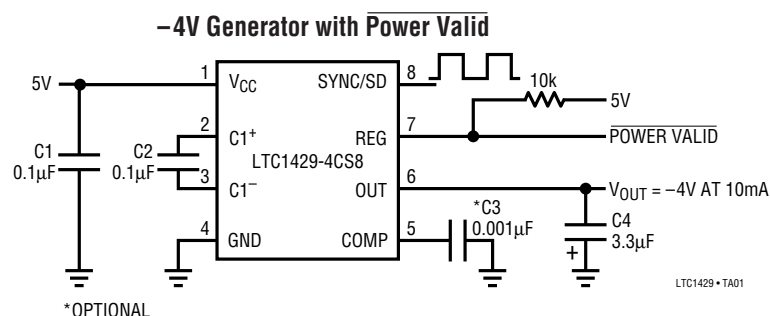 –4V Generator with Power Valid
5V
1
VCC
SYNC/SD
8
10k
5V
2
C1+
REG
7
POWER VALID
C1
0.1µF
C2
0.1µF
LTC1429-4CS8
3
C1–
OUT
6
VOUT = –4V AT 10mA
*C3
0.001µF
C4
3.3µF
+
4
GND
COMP
5
LTC1429 • TA01
*OPTIONAL